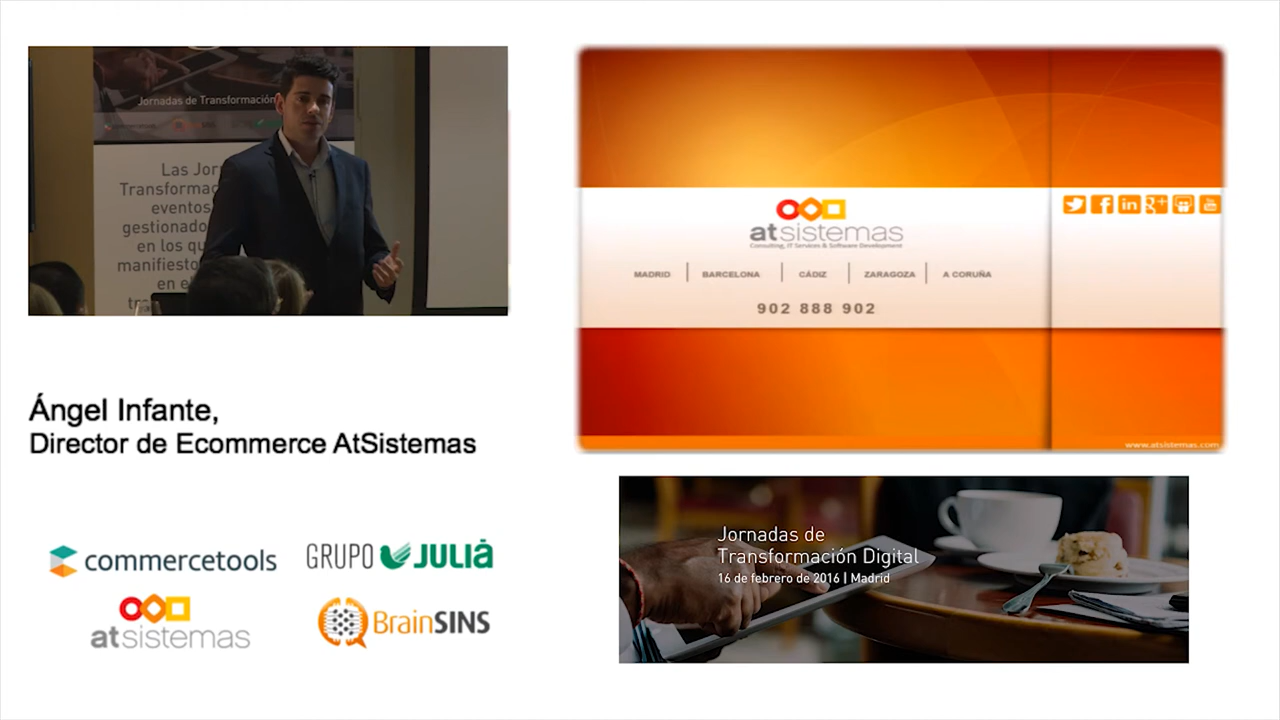 Jornadas de Transformación
Las Jor
Transformac
eventos
gestionado
en los qu
manifiesto
en el
atsistemas
Consulting, IT Services & Software Development
MADRID | BARCELONA | CÁDIZ | ZARAGOZA | A CORUÑA
902 888 902
www.atsistemas.com
Ángel Infante,
Director de Ecommerce AtSistemas
commercetools
GRUPO JULIÀ
atsistemas
BrainSINS
Jornadas de
Transformación Digital
16 de febrero de 2016 | Madrid